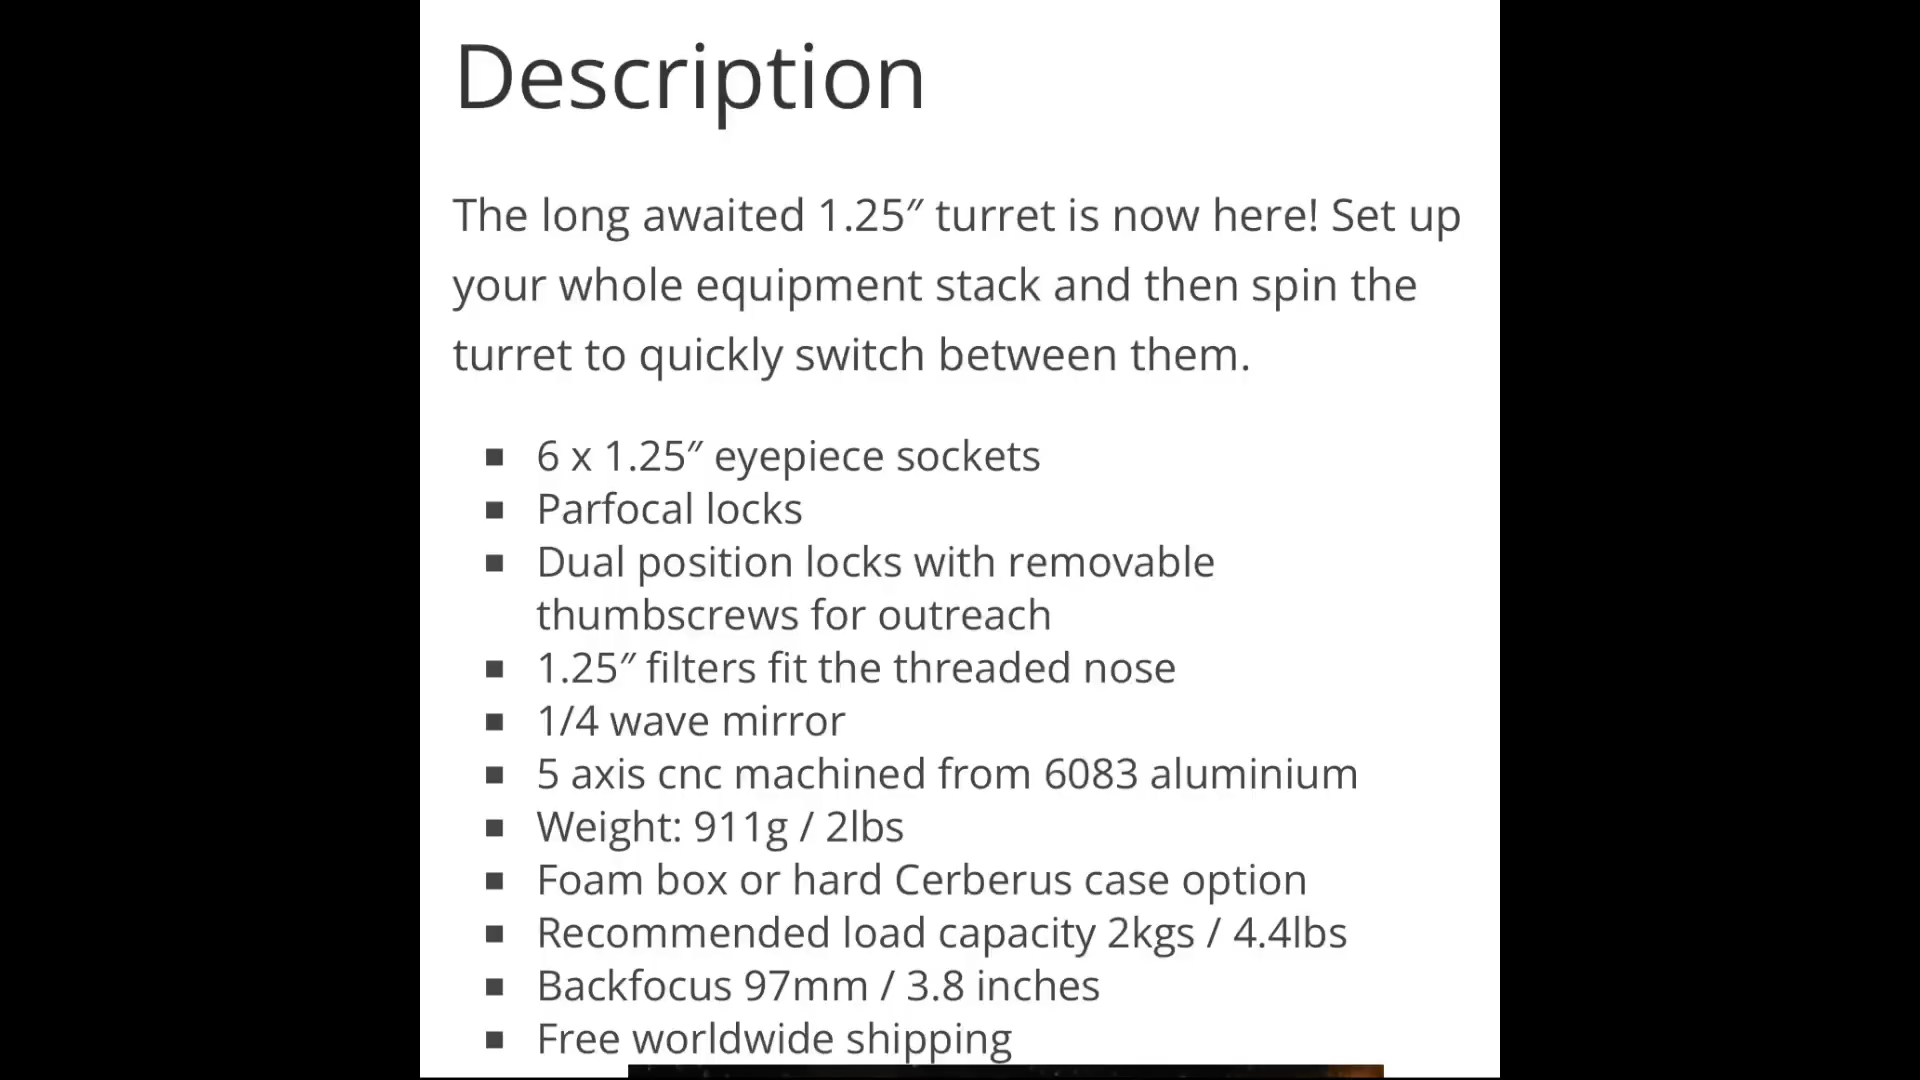 Description
The long awaited 1.25″ turret is now here! Set up
your whole equipment stack and then spin the
turret to quickly switch between them.
▪ 6 x 1.25″ eyepiece sockets
▪ Parfocal locks
▪ Dual position locks with removable
thumbscrews for outreach
▪ 1.25″ filters fit the threaded nose
▪ 1/4 wave mirror
▪ 5 axis cnc machined from 6083 aluminium
▪ Weight: 911g / 2lbs
▪ Foam box or hard Cerberus case option
▪ Recommended load capacity 2kgs / 4.4lbs
▪ Backfocus 97mm / 3.8 inches
▪ Free worldwide shipping